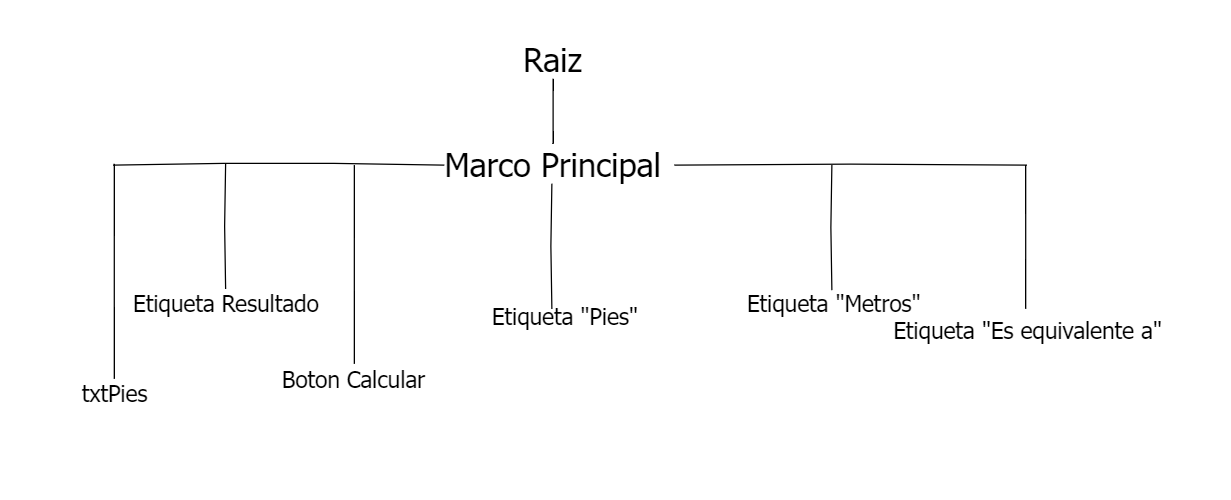 Raiz
Marco Principal
Etiqueta Resultado
Etiqueta "Pies"
Etiqueta "Metros"
Etiqueta "Es equivalente a"
txtPies
Boton Calcular